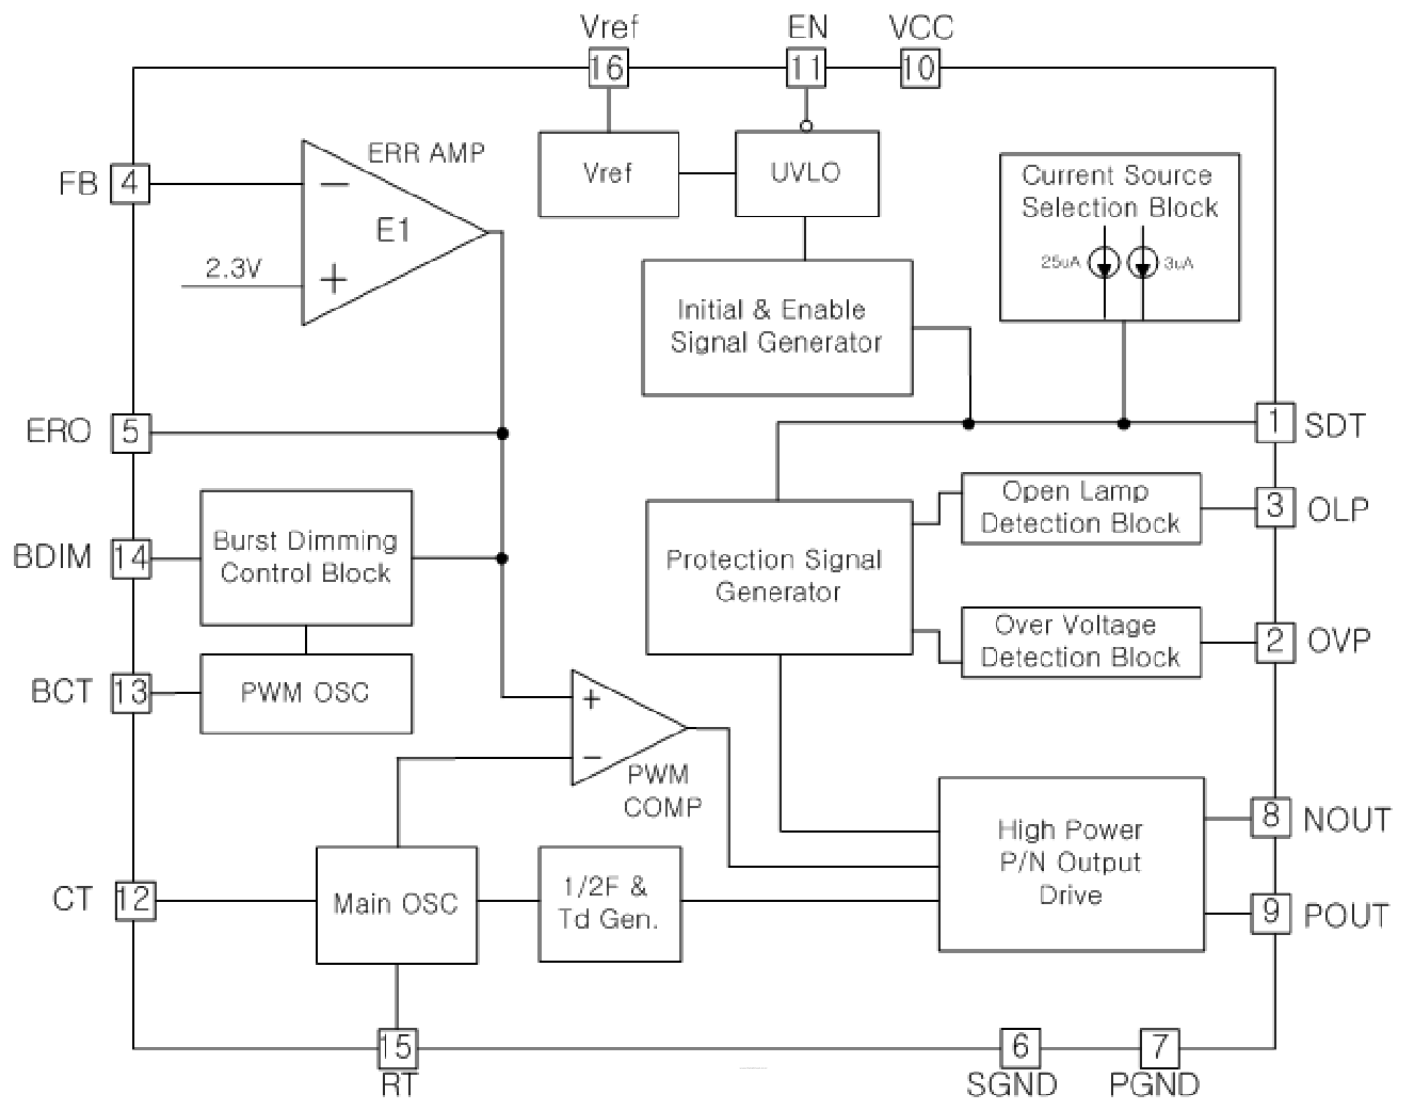 Vref
EN
VCC
16
11
10
FB
4
ERR AMP
−
E1
2.3V
+
Vref
UVLO
Current Source
Selection Block
25uA
3uA
Initial & Enable
Signal Generator
ERO
5
1
SDT
BDIM
14
Burst Dimming
Control Block
Protection Signal
Generator
Open Lamp
Detection Block
3
OLP
Over Voltage
Detection Block
2
OVP
BCT
13
PWM OSC
+
−
PWM
COMP
High Power
P/N Output
Drive
8
NOUT
9
POUT
CT
12
Main OSC
1/2F &
Td Gen.
15
RT
6
SGND
7
PGND